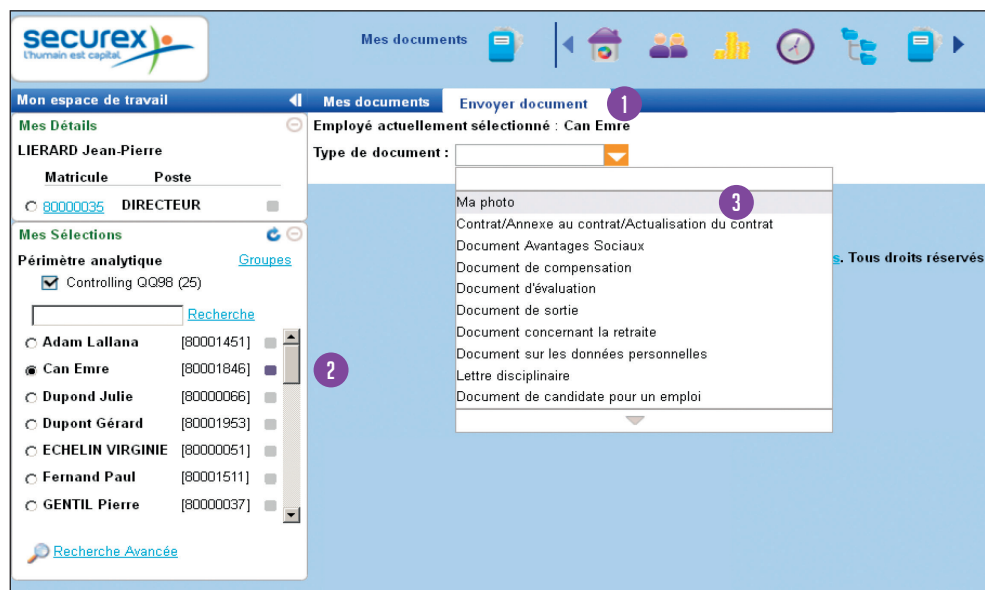 securex
l'humain est capital
Mes documents
Mon espace de travail
Mes documents
Envoyer document
1
Mes Détails
Employé actuellement sélectionné : Can Emre
LIERARD Jean-Pierre
Type de document :
Matricule Poste
80000035 DIRECTEUR
Ma photo
3
Contrat/Annexe au contrat/Actualisation du contrat
Document Avantages Sociaux
Document de compensation
Document d'évaluation
Document de sortie
Document concernant la retraite
Document sur les données personnelles
Lettre disciplinaire
Document de candidate pour un emploi
s. Tous droits réservés
Mes Sélections
Périmètre analytique Groupes
Controlling QQ98 (25)
Recherche
Adam Lallana [80001451]
Can Emre [80001846]
2
Dupond Julie [80000066]
Dupont Gérard [80001953]
ECHELIN VIRGINIE [80000051]
Fernand Paul [80001511]
GENTIL Pierre [80000037]
Recherche Avancée